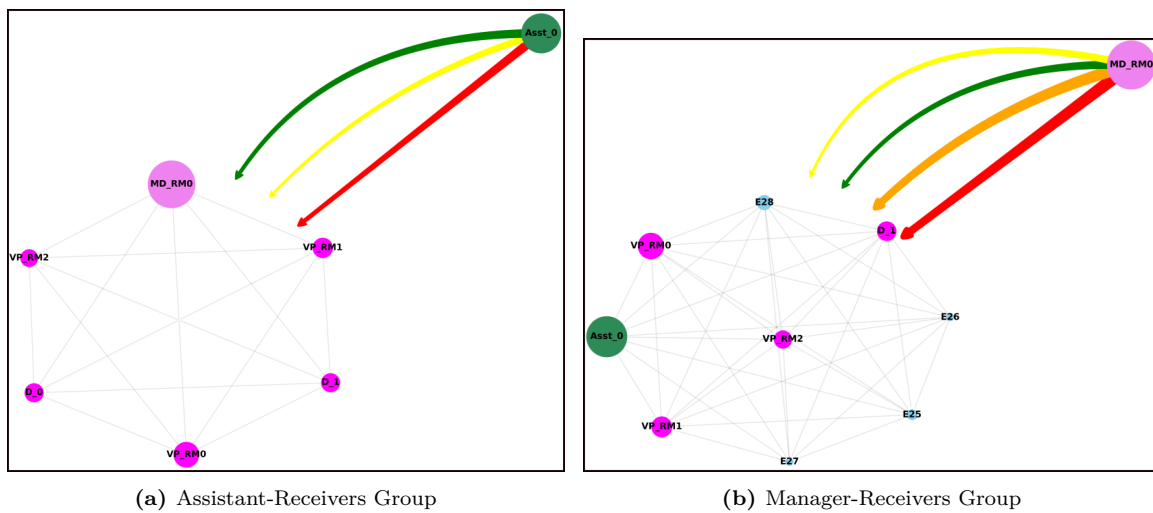 Asst_0
MD_RM0
VP_RM1
VP_RM2
D_1
D_0
VP_RM0
(a) Assistant-Receivers Group
MD_RM0
E28
D_1
VP_RM0
E26
Asst_0
VP_RM2
E25
VP_RM1
E27
(b) Manager-Receivers Group